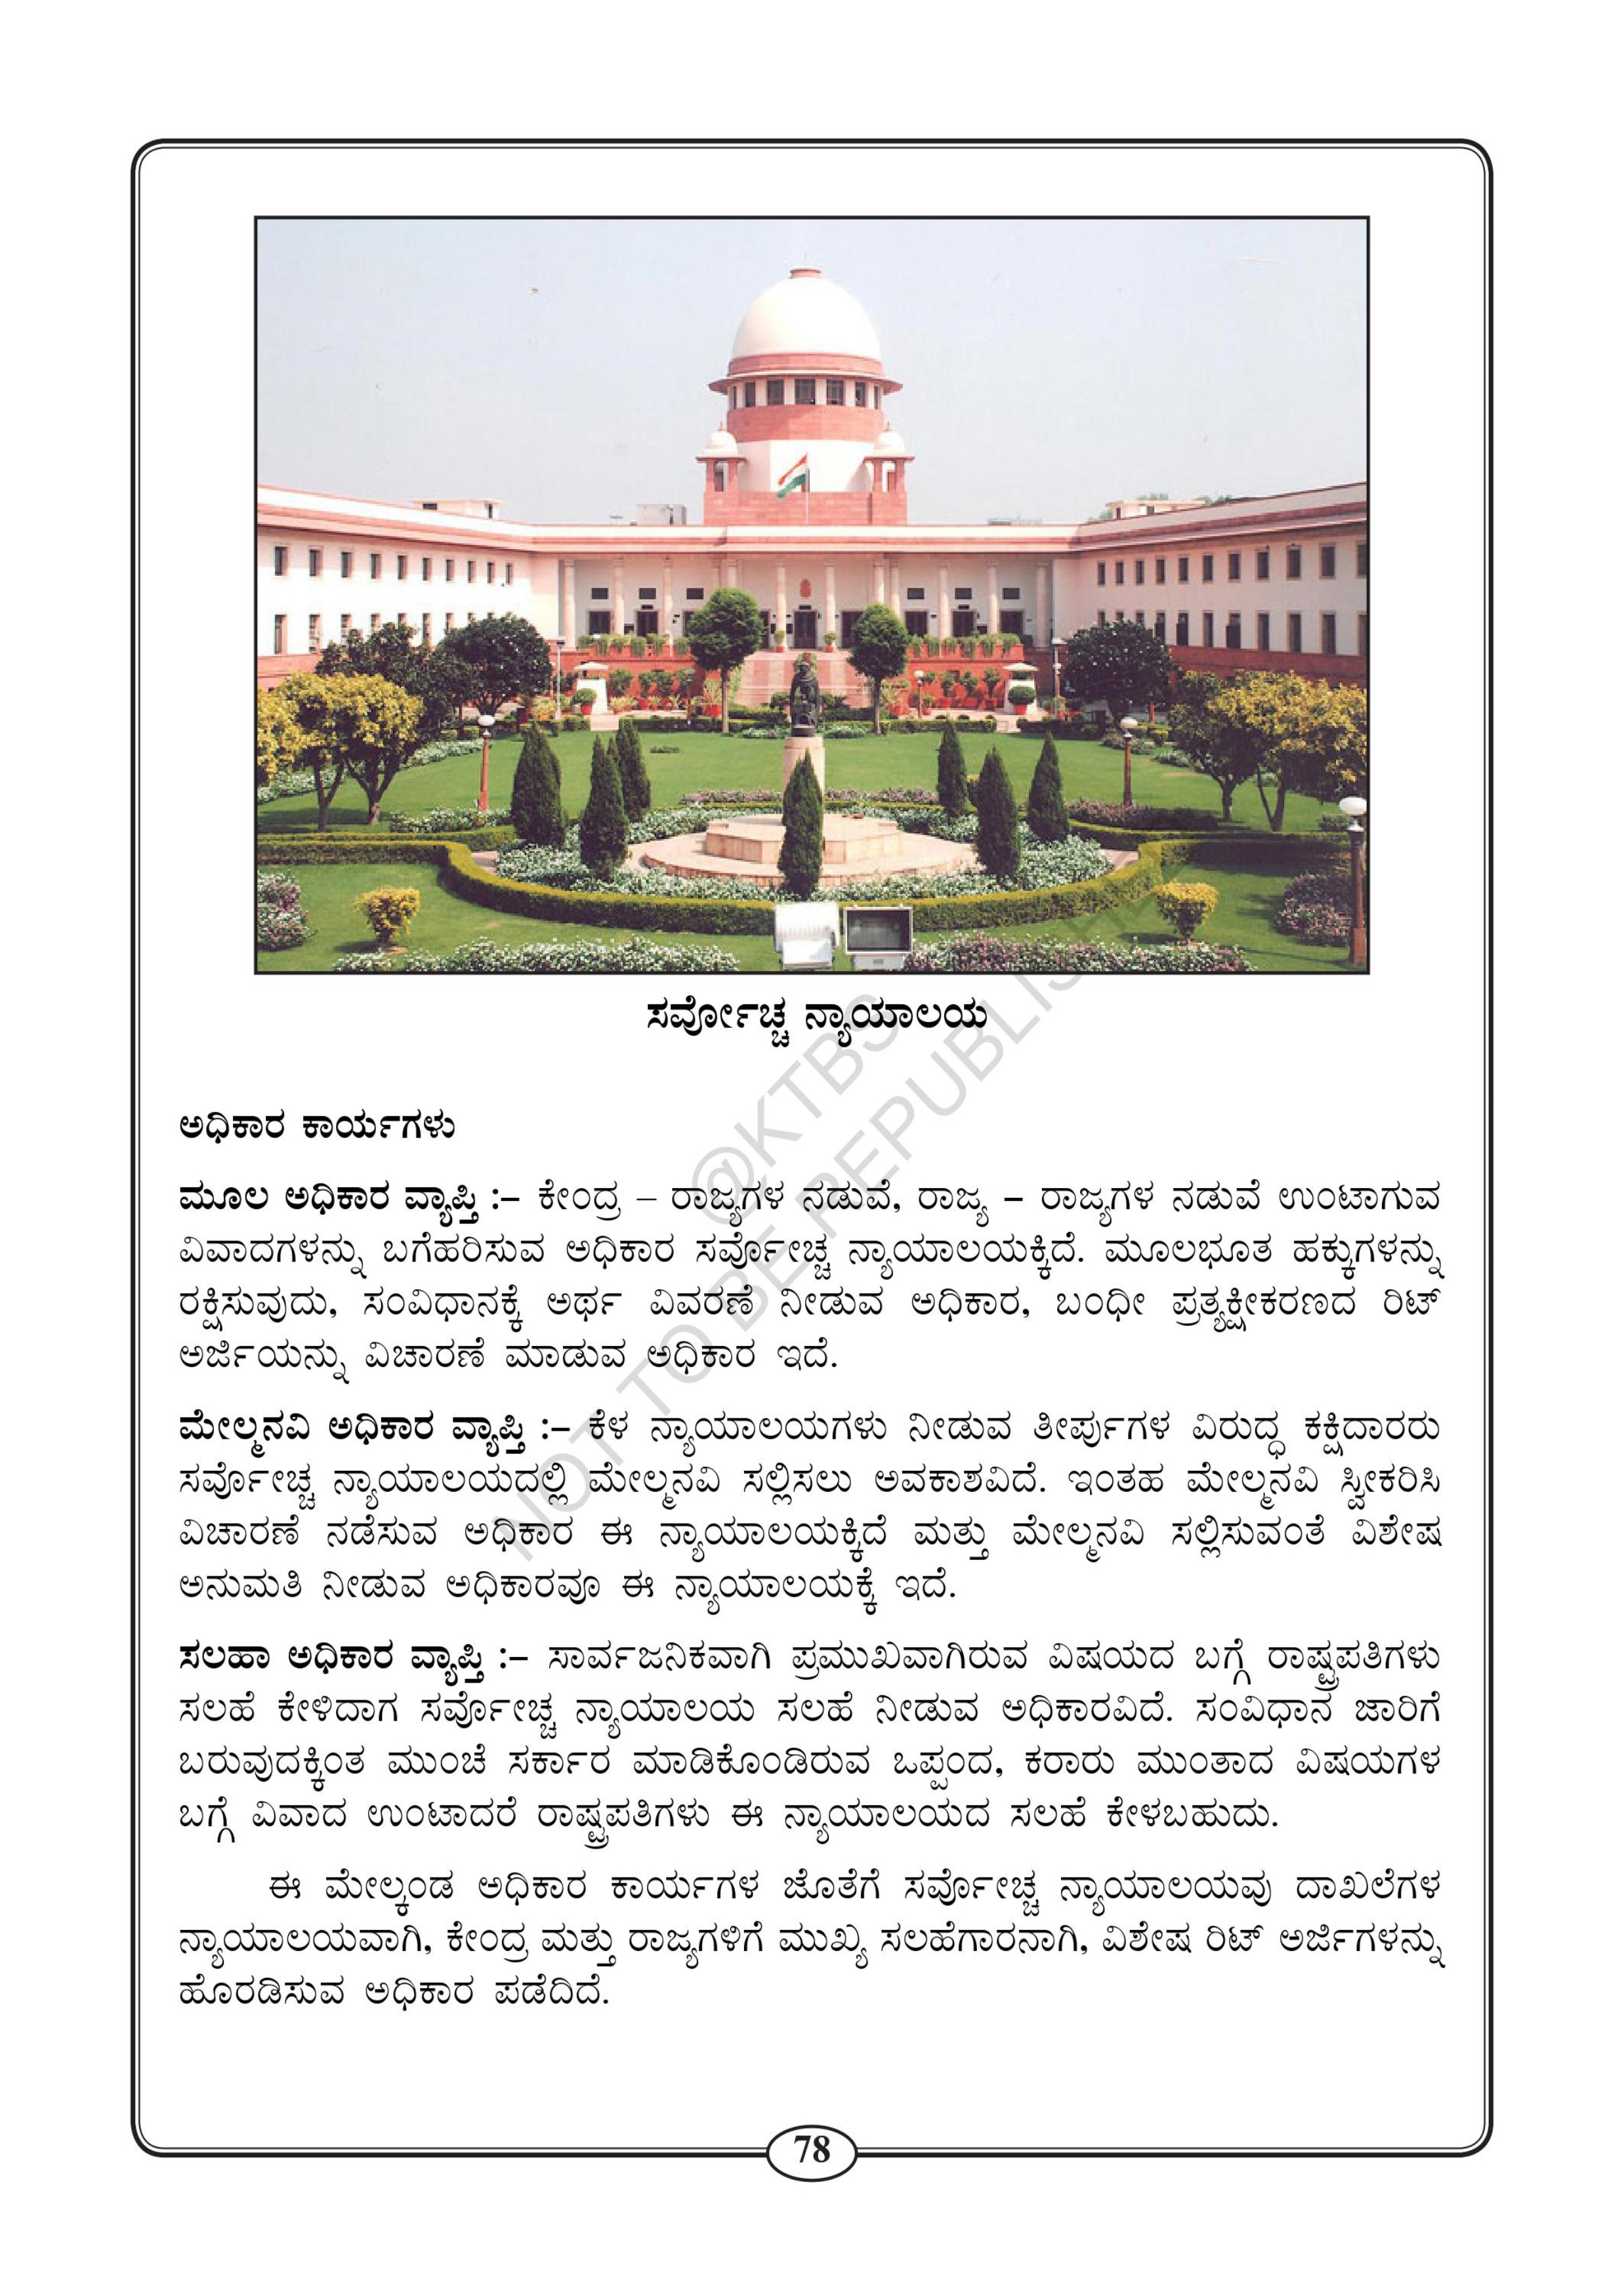 ಸರ್ವೋಚ್ಚ ನ್ಯಾಯಾಲಯ
ಅಧಿಕಾರ ಕಾರ್ಯಗಳು
ಮೂಲ ಅಧಿಕಾರ ವ್ಯಾಪ್ತಿ :– ಕೇಂದ್ರ – ರಾಜ್ಯಗಳ ನಡುವೆ, ರಾಜ್ಯ – ರಾಜ್ಯಗಳ ನಡುವೆ ಉಂಟಾಗುವ
ವಿವಾದಗಳನ್ನು ಬಗೆಹರಿಸುವ ಅಧಿಕಾರ ಸರ್ವೋಚ್ಚ ನ್ಯಾಯಾಲಯಕ್ಕಿದೆ. ಮೂಲಭೂತ ಹಕ್ಕುಗಳನ್ನು
ರಕ್ಷಿಸುವುದು, ಸಂವಿಧಾನಕ್ಕೆ ಅರ್ಥ ವಿವರಣೆ ನೀಡುವ ಅಧಿಕಾರ, ಬಂಧೀ ಪ್ರತ್ಯಕ್ಷೀಕರಣದ ರಿಟ್
ಅರ್ಜಿಯನ್ನು ವಿಚಾರಣೆ ಮಾಡುವ ಅಧಿಕಾರ ಇದೆ.
ಮೇಲ್ಮನವಿ ಅಧಿಕಾರ ವ್ಯಾಪ್ತಿ :– ಕೆಳ ನ್ಯಾಯಾಲಯಗಳು ನೀಡುವ ತೀರ್ಪುಗಳ ವಿರುದ್ಧ ಕಕ್ಷಿದಾರರು
ಸರ್ವೋಚ್ಚ ನ್ಯಾಯಾಲಯದಲ್ಲಿ ಮೇಲ್ಮನವಿ ಸಲ್ಲಿಸಲು ಅವಕಾಶವಿದೆ. ಇಂತಹ ಮೇಲ್ಮನವಿ ಸ್ವೀಕರಿಸಿ
ವಿಚಾರಣೆ ನಡೆಸುವ ಅಧಿಕಾರ ಈ ನ್ಯಾಯಾಲಯಕ್ಕಿದೆ ಮತ್ತು ಮೇಲ್ಮನವಿ ಸಲ್ಲಿಸುವಂತೆ ವಿಶೇಷ
ಅನುಮತಿ ನೀಡುವ ಅಧಿಕಾರವೂ ಈ ನ್ಯಾಯಾಲಯಕ್ಕೆ ಇದೆ.
ಸಲಹಾ ಅಧಿಕಾರ ವ್ಯಾಪ್ತಿ :– ಸಾರ್ವಜನಿಕವಾಗಿ ಪ್ರಮುಖವಾಗಿರುವ ವಿಷಯದ ಬಗ್ಗೆ ರಾಷ್ಟ್ರಪತಿಗಳು
ಸಲಹೆ ಕೇಳಿದಾಗ ಸರ್ವೋಚ್ಚ ನ್ಯಾಯಾಲಯ ಸಲಹೆ ನೀಡುವ ಅಧಿಕಾರವಿದೆ. ಸಂವಿಧಾನ ಜಾರಿಗೆ
ಬರುವುದಕ್ಕಿಂತ ಮುಂಚೆ ಸರ್ಕಾರ ಮಾಡಿಕೊಂಡಿರುವ ಒಪ್ಪಂದ, ಕರಾರು ಮುಂತಾದ ವಿಷಯಗಳ
ಬಗ್ಗೆ ವಿವಾದ ಉಂಟಾದರೆ ರಾಷ್ಟ್ರಪತಿಗಳು ಈ ನ್ಯಾಯಾಲಯದ ಸಲಹೆ ಕೇಳಬಹುದು.
ಈ ಮೇಲ್ಕಂಡ ಅಧಿಕಾರ ಕಾರ್ಯಗಳ ಜೊತೆಗೆ ಸರ್ವೋಚ್ಚ ನ್ಯಾಯಾಲಯವು ದಾಖಲೆಗಳ
ನ್ಯಾಯಾಲಯವಾಗಿ, ಕೇಂದ್ರ ಮತ್ತು ರಾಜ್ಯಗಳಿಗೆ ಮುಖ್ಯ ಸಲಹೆಗಾರನಾಗಿ, ವಿಶೇಷ ರಿಟ್ ಅರ್ಜಿಗಳನ್ನು
ಹೊರಡಿಸುವ ಅಧಿಕಾರ ಪಡೆದಿದೆ.
78
@KTBS
NOT TO BE